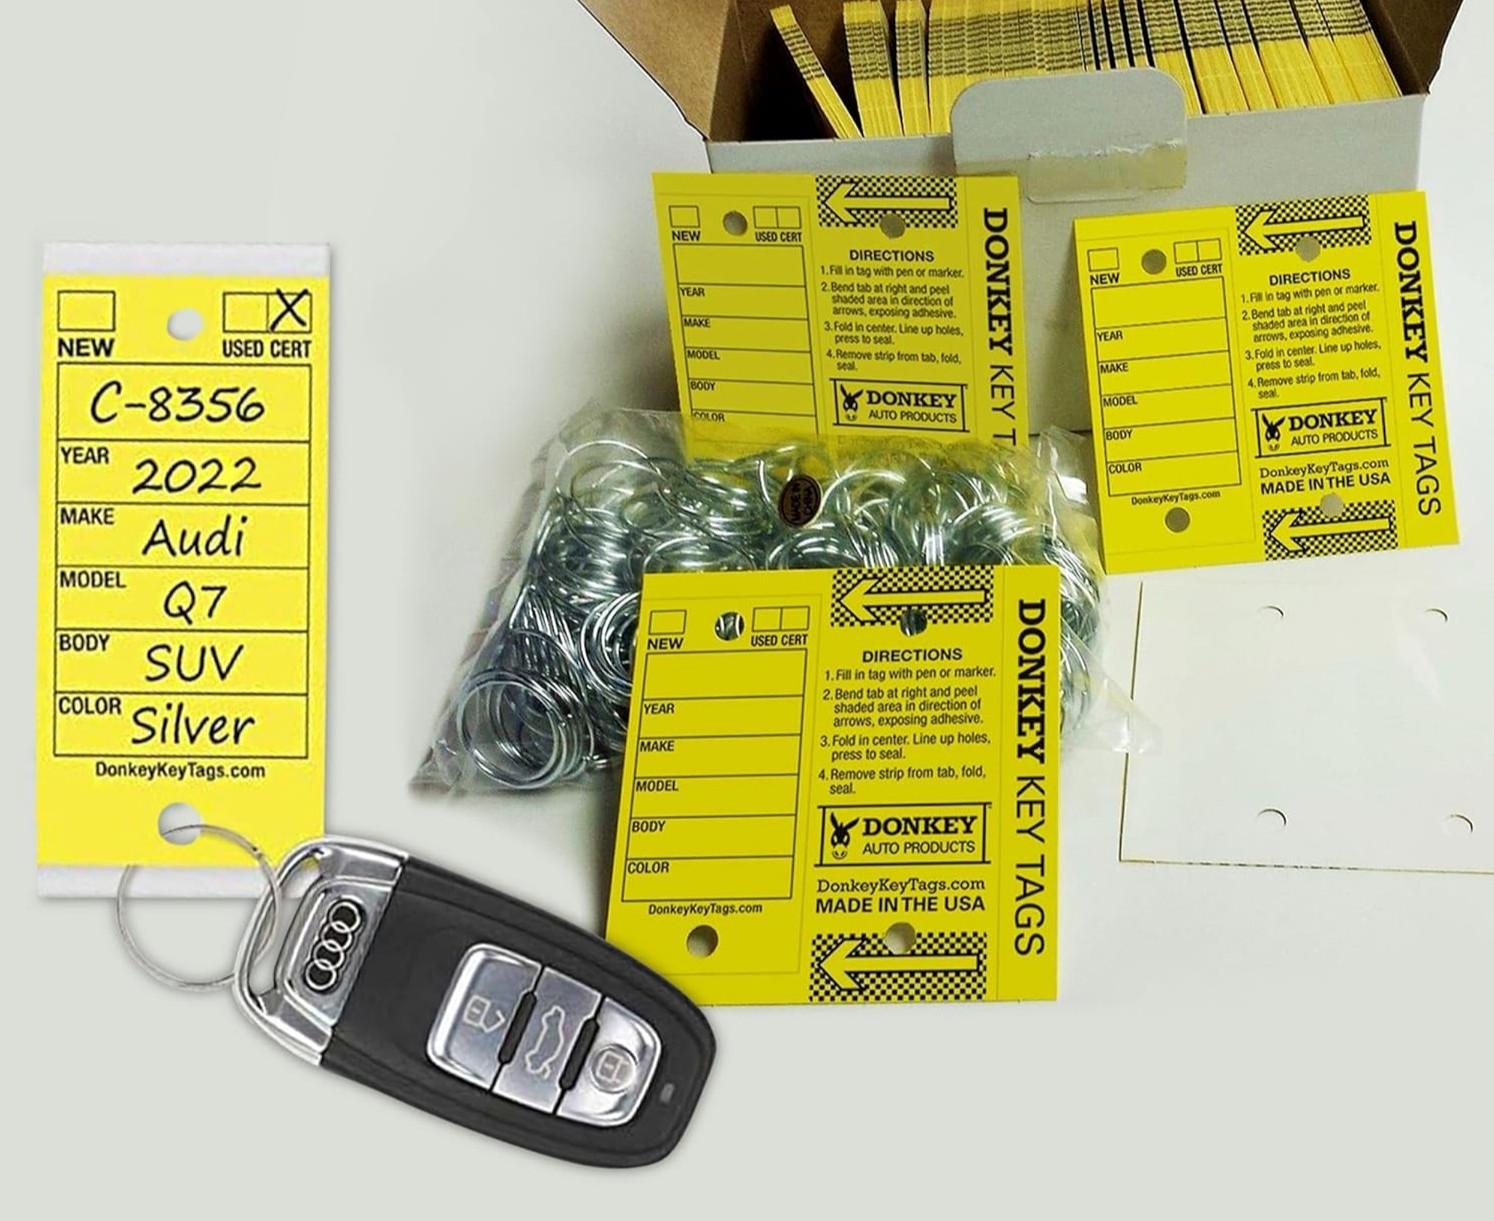 X
NEW
USED CERT
C-8356
YEAR 2022
MAKE Audi
MODEL Q7
BODY SUV
COLOR Silver
DonkeyKeyTags.com
NEW
USED CERT
YEAR
MAKE
MODEL
BODY
COLOR
DIRECTIONS
1. Fill in tag with pen or marker.
2. Bend tab at right and peel
shaded area in direction of
arrows, exposing adhesive.
3. Fold in center. Line up holes,
press to seal.
4. Remove strip from tab, fold,
seal.
DONKEY
AUTO PRODUCTS
DONKEY KEY T
NEW
USED CERT
YEAR
MAKE
MODEL
BODY
COLOR
DonkeyKeyTags.com
DIRECTIONS
1. Fill in tag with pen or marker.
2. Bend tab at right and peel
shaded area in direction of
arrows, exposing adhesive.
3. Fold in center. Line up holes,
press to seal.
4. Remove strip from tab, fold,
seal.
DONKEY
AUTO PRODUCTS
DonkeyKeyTags.com
MADE IN THE USA
DONKEY KEY TAGS
MADE IN
CHINA
NEW
USED CERT
YEAR
MAKE
MODEL
BODY
COLOR
DonkeyKeyTags.com
DIRECTIONS
1. Fill in tag with pen or marker.
2. Bend tab at right and peel
shaded area in direction of
arrows, exposing adhesive.
3. Fold in center. Line up holes,
press to seal.
4. Remove strip from tab, fold,
seal.
DONKEY
AUTO PRODUCTS
DonkeyKeyTags.com
MADE IN THE USA
DONKEY KEY TAGS